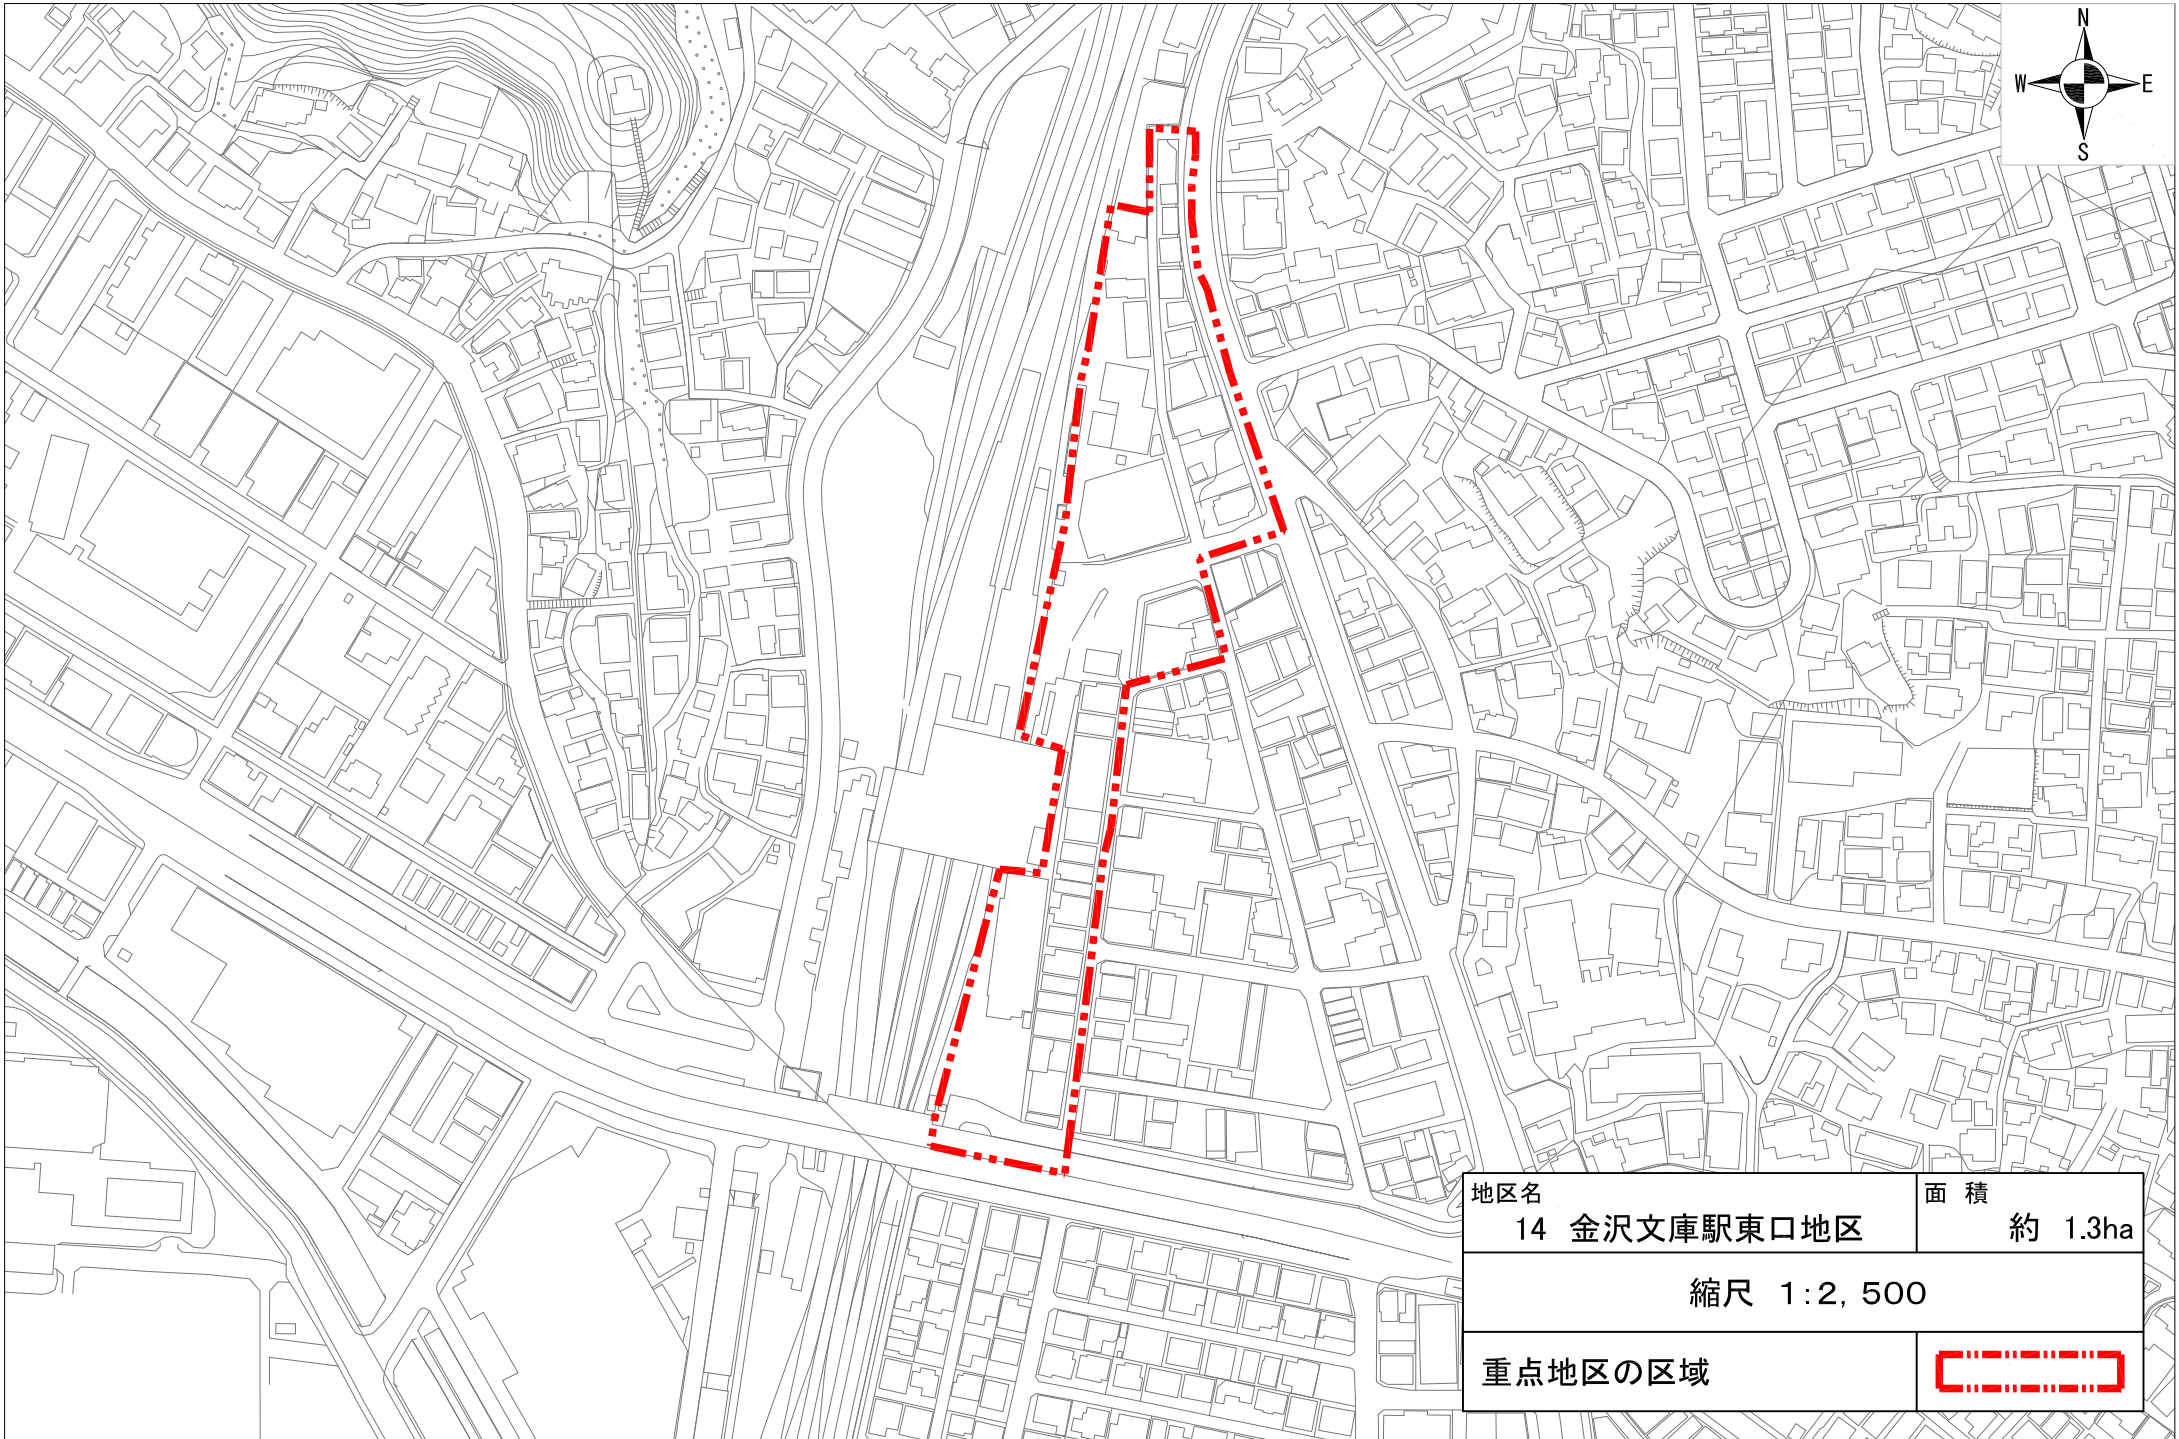 N
W E
S
地区名
14 金沢文庫駅東口地区
面 積
約 1.3ha
縮尺 1:2,500
重点地区の区域